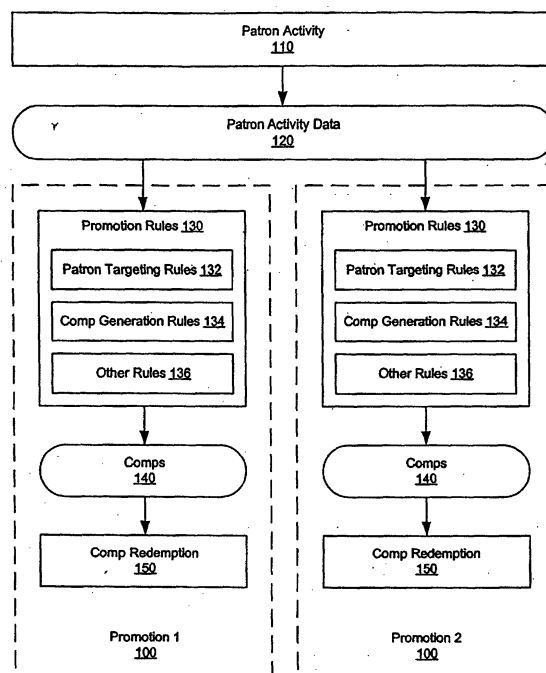 Patron Activity
110
Patron Activity Data
120
Promotion Rules 130
Patron Targeting Rules 132
Comp Generation Rules 134
Other Rules 136
Comps
140
Comp Redemption
150
Promotion 1
100
Promotion Rules 130
Patron Targeting Rules 132
Comp Generation Rules 134
Other Rules 136
Comps
140
Comp Redemption
150
Promotion 2
100